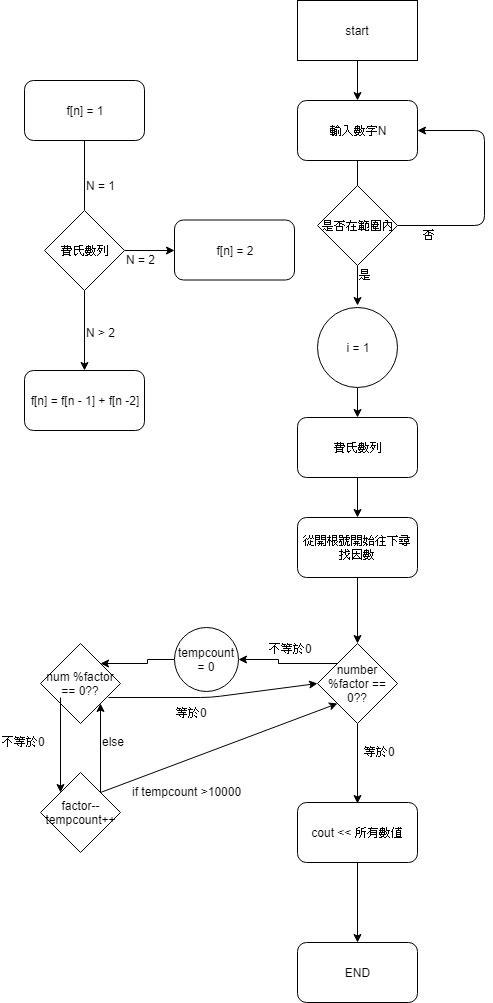 start
輸入數字N
是否在範圍內
否
是
i = 1
費氏數列
從開根號開始往下尋
找因數
f[n] = 1
N = 1
費氏數列
N = 2
f[n] = 2
N > 2
f[n] = f[n - 1] + f[n -2]
number
%factor ==
0??
不等於0
tempcount
= 0
num %factor
== 0??
等於0
不等於0
else
factor--
tempcount++
if tempcount >10000
等於0
cout << 所有數值
END